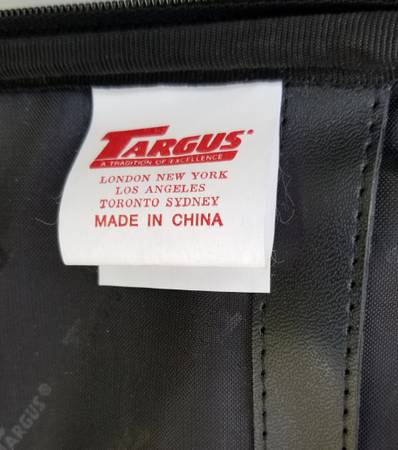 TARGUS®
A TRADITION OF EXCELLENCE
LONDON NEW YORK
LOS ANGELES
TORONTO SYDNEY
MADE IN CHINA
TARGUS®